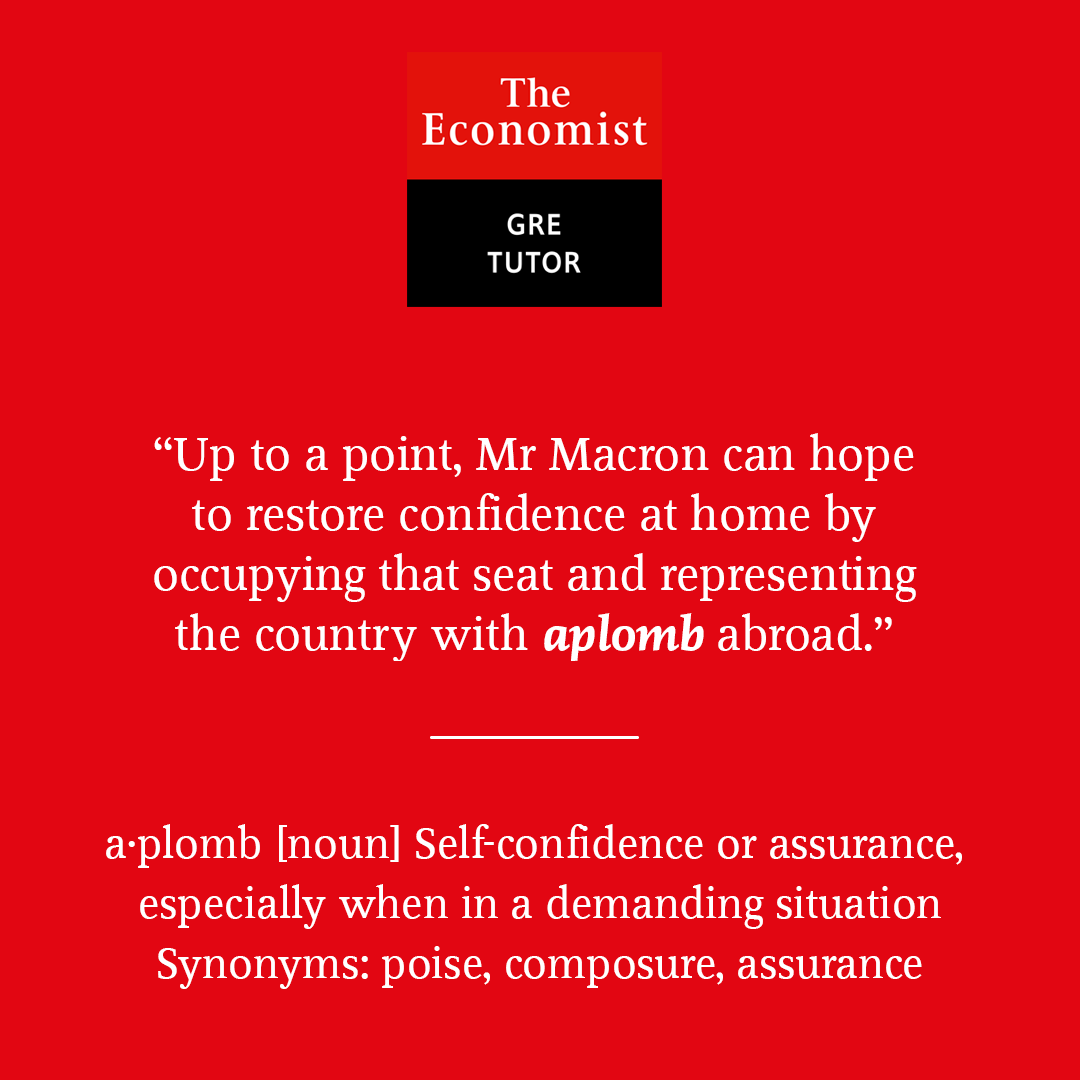 The
Economist
GRE
TUTOR
“Up to a point, Mr Macron can hope
to restore confidence at home by
occupying that seat and representing
the country with aplomb abroad.”
a·plomb [noun] Self-confidence or assurance,
especially when in a demanding situation
Synonyms: poise, composure, assurance